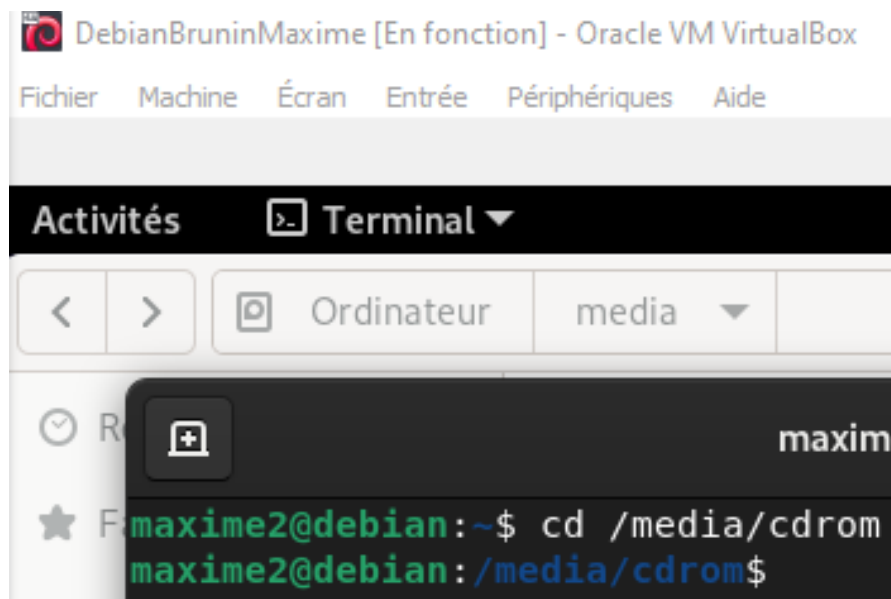 DebianBruninMaxime [En fonction] - Oracle VM VirtualBox
Fichier Machine Écran Entrée Périphériques Aide
Activités Terminal
Ordinateur media
maxim
maxime2@debian:~$ cd /media/cdrom
maxime2@debian:/media/cdrom$